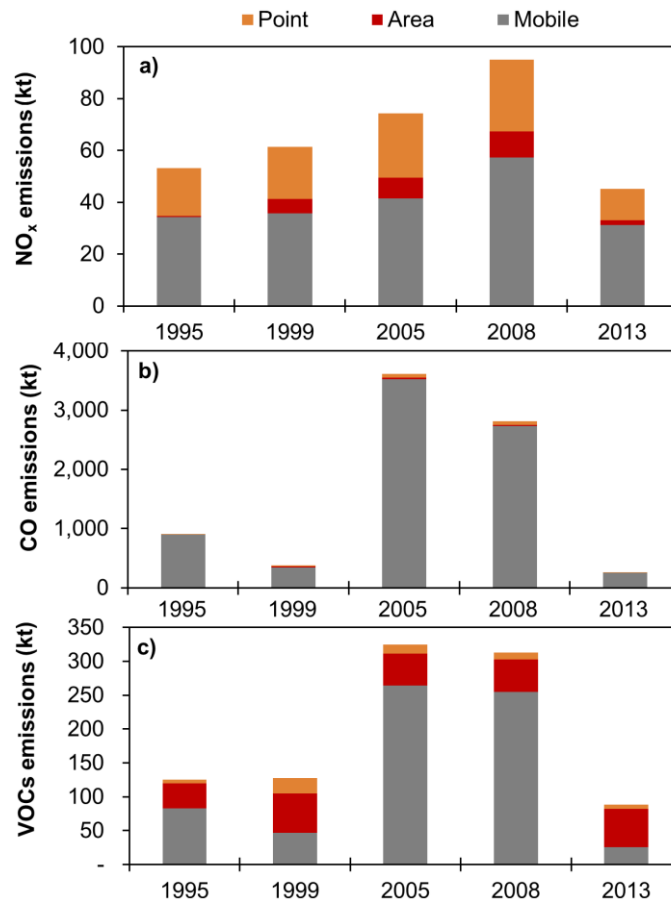 Point Area Mobile
a)
NOx emissions (kt)
100
80
60
40
20
0
1995 1999 2005 2008 2013
b)
CO emissions (kt)
4,000
3,000
2,000
1,000
0
1995 1999 2005 2008 2013
c)
VOCs emissions (kt)
350
300
250
200
150
100
50
-
1995 1999 2005 2008 2013